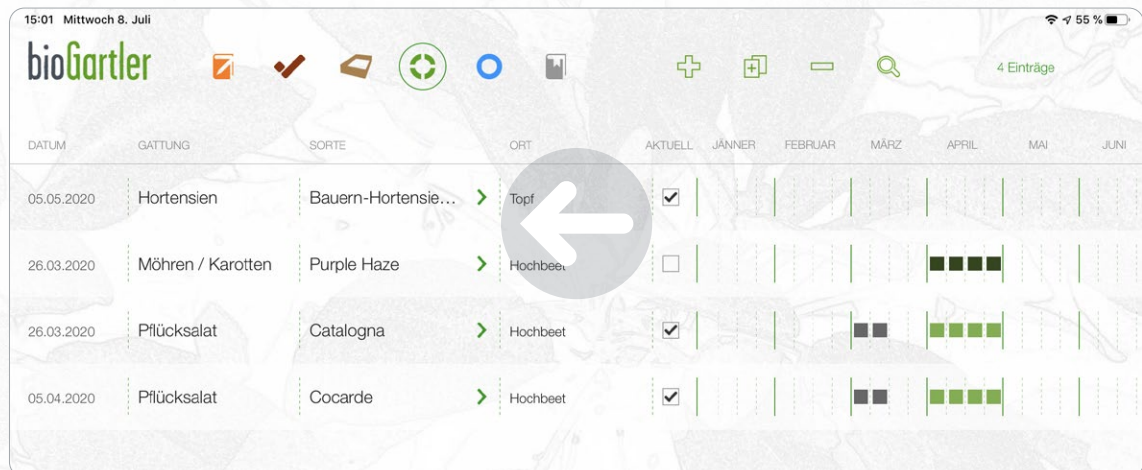 15:01 Mittwoch 8. Juli 55 %
bioGartler 4 Einträge
DATUM GATTUNG SORTE ORT AKTUELL JÄNNER FEBRUAR MÄRZ APRIL MAI JUNI
05.05.2020 Hortensien Bauern-Hortensie... Topf
26.03.2020 Möhren / Karotten Purple Haze Hochbeet
26.03.2020 Pflücksalat Catalogna Hochbeet
05.04.2020 Pflücksalat Cocarde Hochbeet